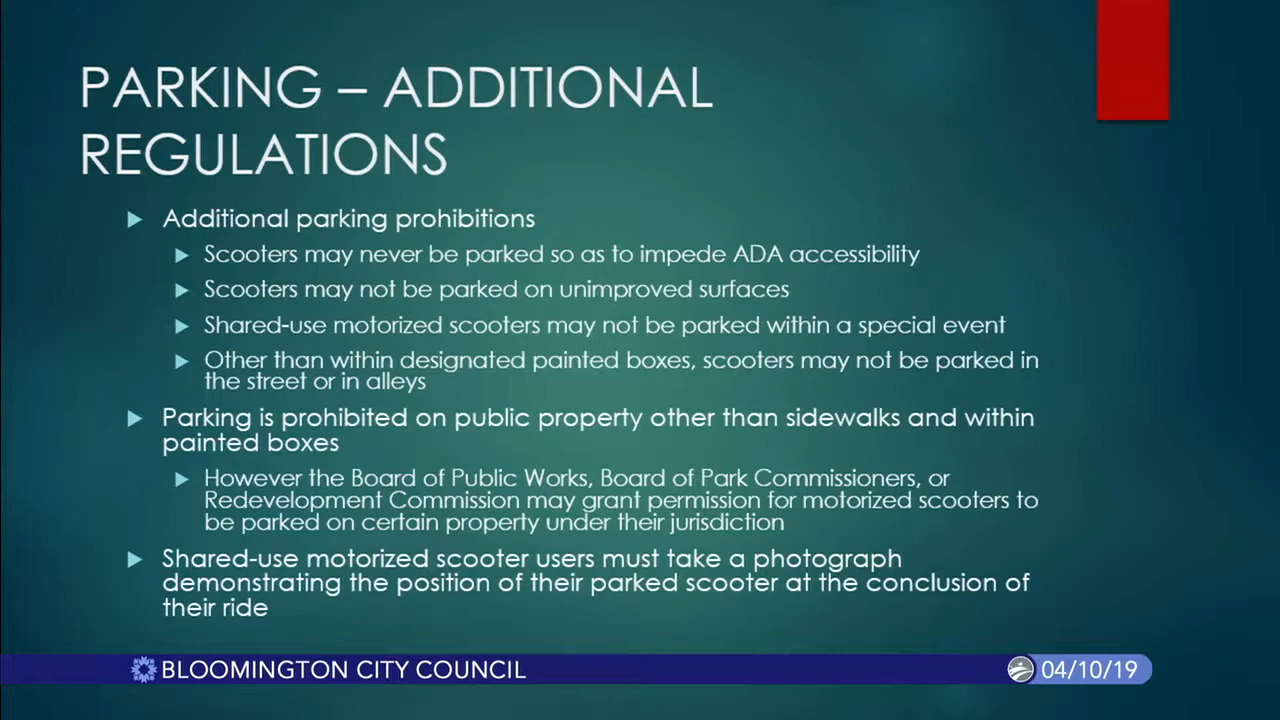 PARKING – ADDITIONAL
REGULATIONS
Additional parking prohibitions
Scooters may never be parked so as to impede ADA accessibility
Scooters may not be parked on unimproved surfaces
Shared-use motorized scooters may not be parked within a special event
Other than within designated painted boxes, scooters may not be parked in
the street or in alleys
Parking is prohibited on public property other than sidewalks and within
painted boxes
However the Board of Public Works, Board of Park Commissioners, or
Redevelopment Commission may grant permission for motorized scooters to
be parked on certain property under their jurisdiction
Shared-use motorized scooter users must take a photograph
demonstrating the position of their parked scooter at the conclusion of
their ride
BLOOMINGTON CITY COUNCIL
04/10/19